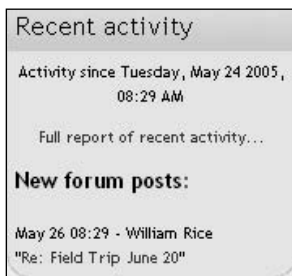 Recent activity
Activity since Tuesday, May 24 2005,
08:29 AM
Full report of recent activity...
New forum posts:
May 26 08:29 - William Rice
"Re: Field Trip June 20"